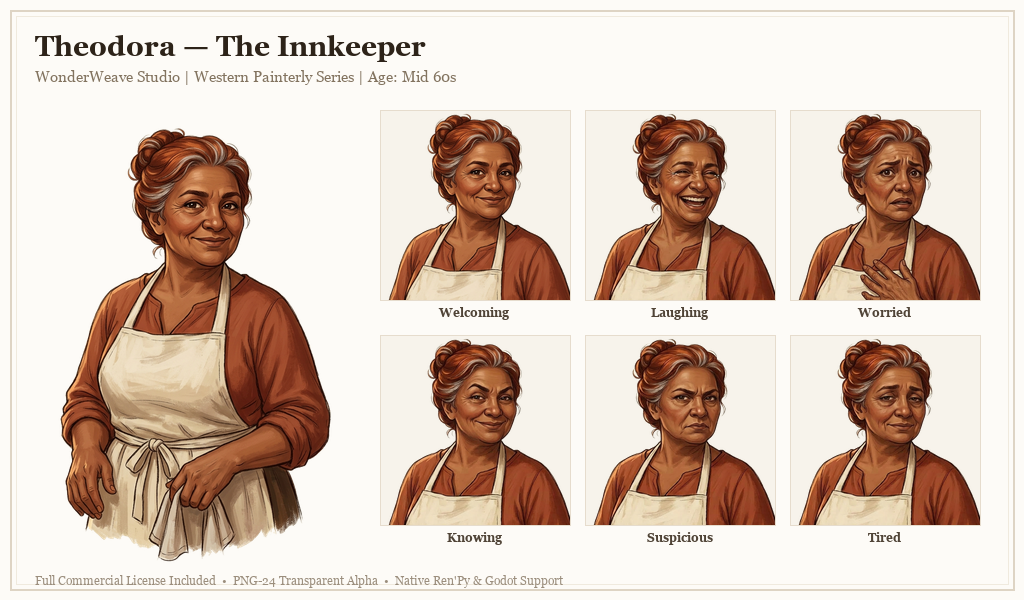 Theodora — The Innkeeper
WonderWeave Studio | Western Painterly Series | Age: Mid 60s
Welcoming
Laughing
Worried
Knowing
Suspicious
Tired
Full Commercial License Included • PNG-24 Transparent Alpha • Native Ren'Py & Godot Support